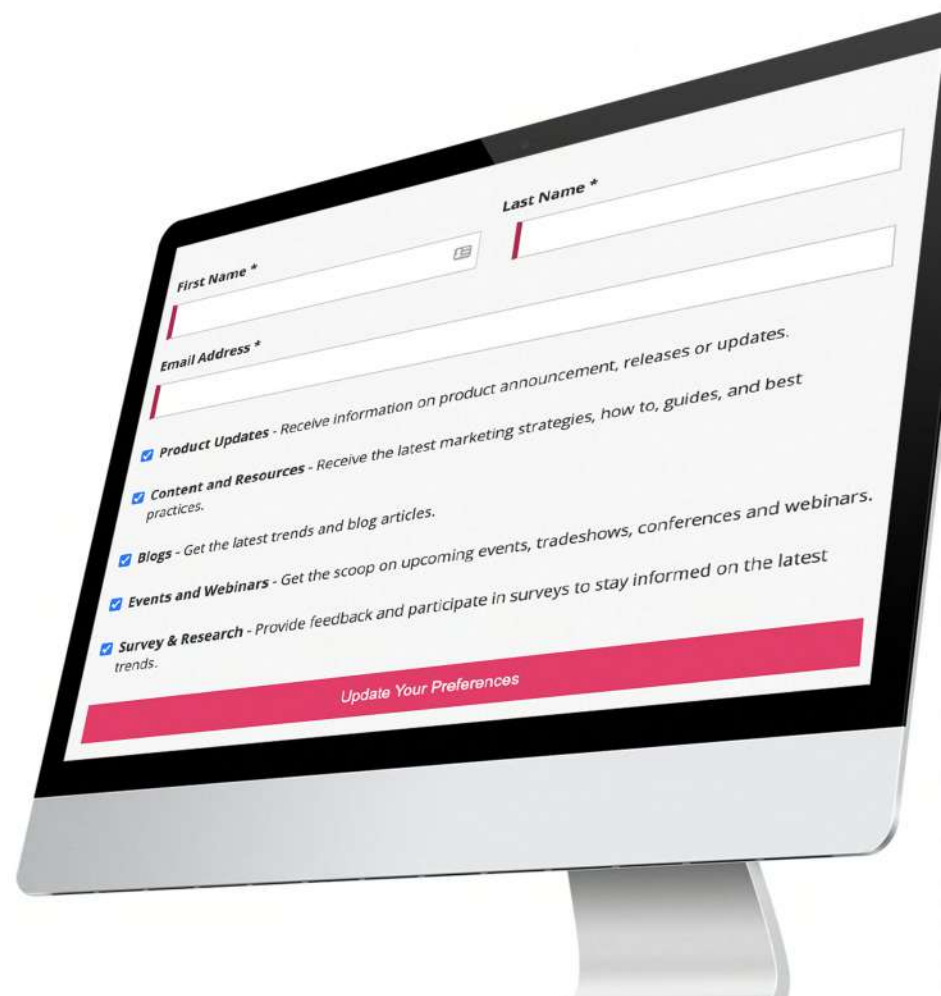 First Name *
Last Name *
Email Address *
Product Updates - Receive information on product announcement, releases or updates.
Content and Resources - Receive the latest marketing strategies, how to, guides, and best
practices.
Blogs - Get the latest trends and blog articles.
Events and Webinars - Get the scoop on upcoming events, tradeshows, conferences and webinars.
Survey & Research - Provide feedback and participate in surveys to stay informed on the latest
trends.
Update Your Preferences